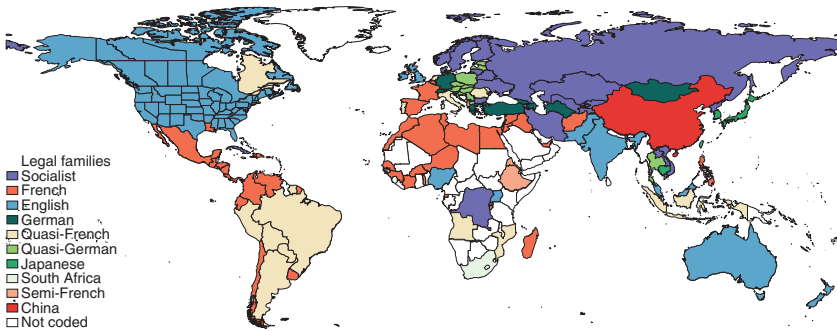 Legal families
Socialist
French
English
German
Quasi-French
Quasi-German
Japanese
South Africa
Semi-French
China
Not coded